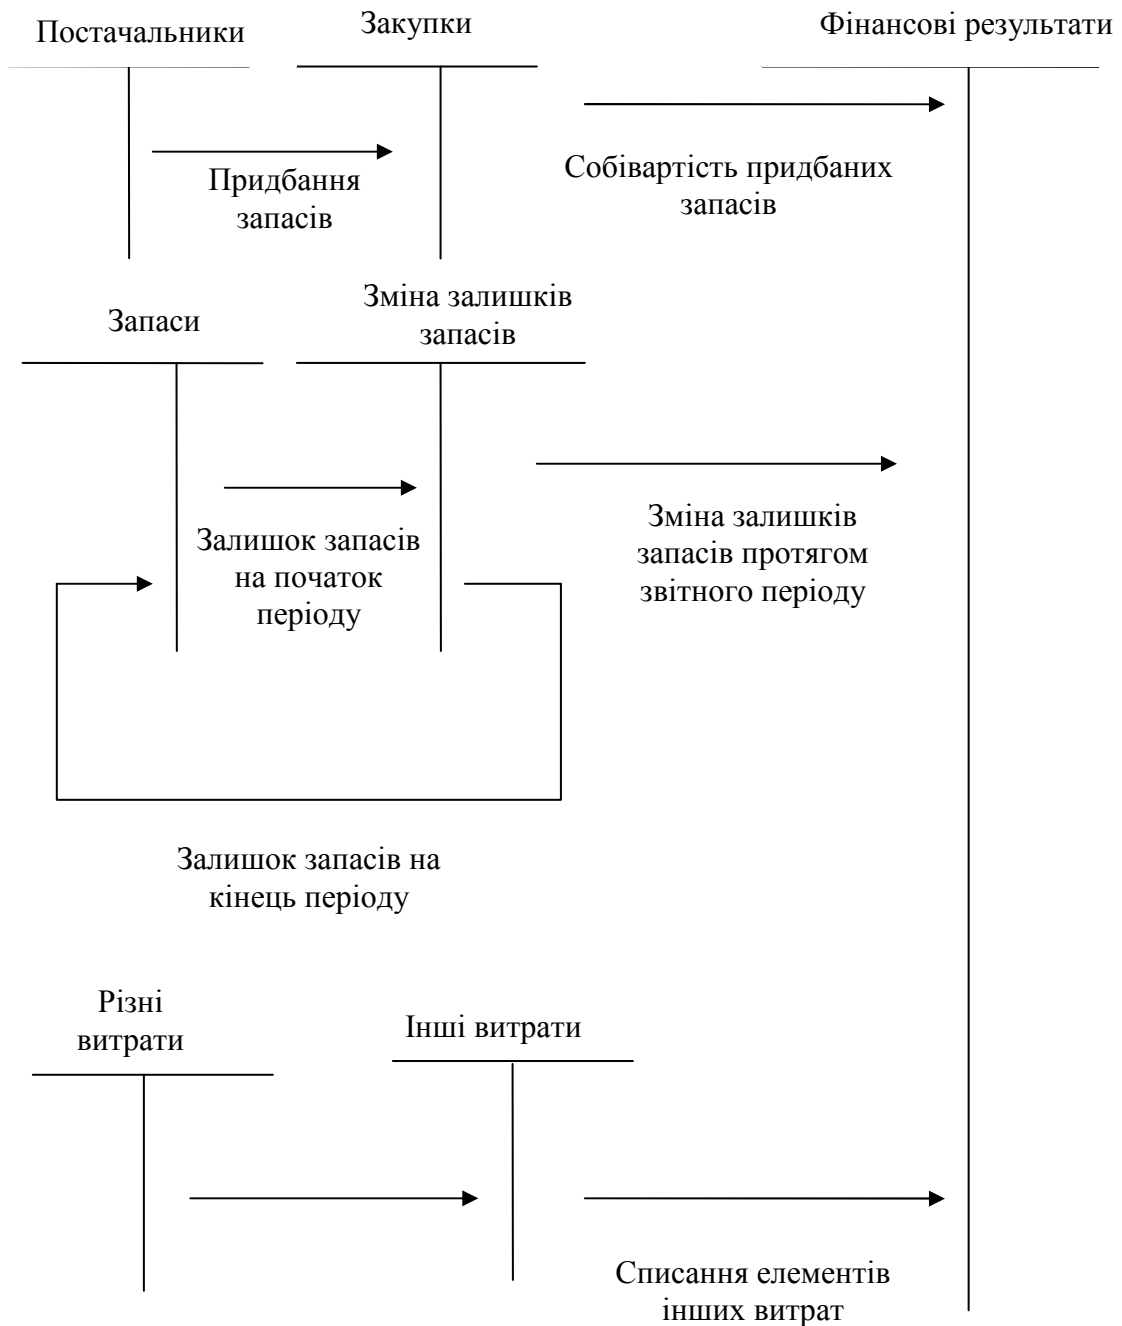 Постачальники
Закупки
Фінансові результати
Придбання
запасів
Собівартість придбаних
запасів
Запаси
Зміна залишків
запасів
Залишок запасів
на початок
періоду
Зміна залишків
запасів протягом
звітного періоду
Залишок запасів на
кінець періоду
Різні
витрати
Інші витрати
Списання елементів
інших витрат